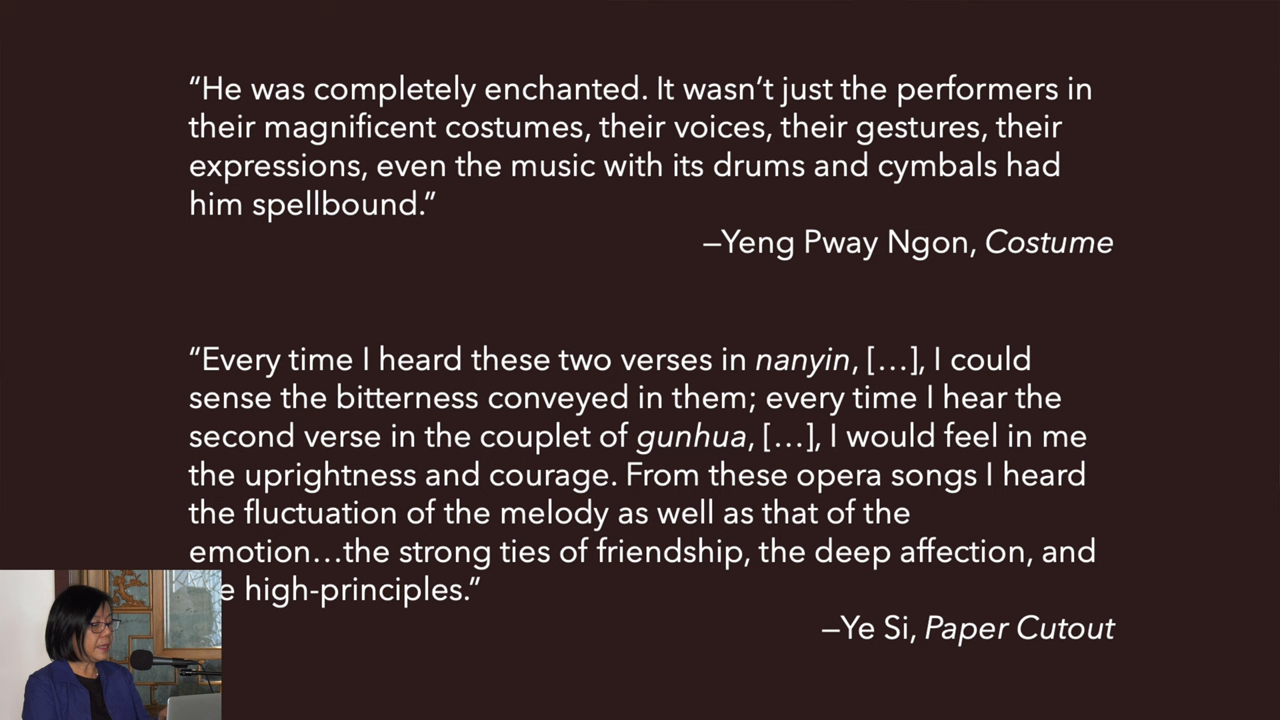 “He was completely enchanted. It wasn’t just the performers in
their magnificent costumes, their voices, their gestures, their
expressions, even the music with its drums and cymbals had
him spellbound.”
–Yeng Pway Ngon, Costume
“Every time I heard these two verses in nanyin, […], I could
sense the bitterness conveyed in them; every time I hear the
second verse in the couplet of gunhua, […], I would feel in me
the uprightness and courage. From these opera songs I heard
the fluctuation of the melody as well as that of the
emotion…the strong ties of friendship, the deep affection, and
high-principles.”
–Ye Si, Paper Cutout